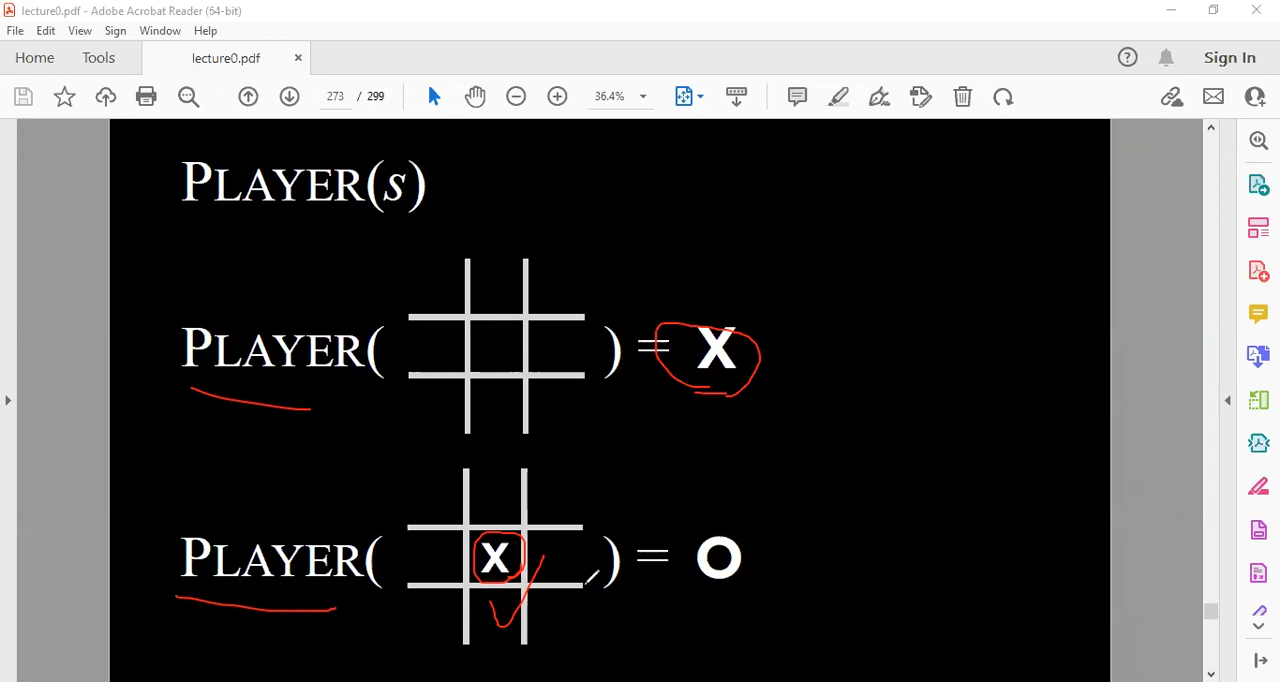 lecture0.pdf - Adobe Acrobat Reader (64-bit)
File Edit View Sign Window Help
Home Tools lecture0.pdf × Sign In
273 / 299 36.4%
PLAYER(s)
PLAYER( ) = X
PLAYER( X ) = O